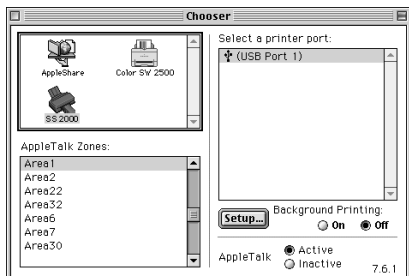 Chooser
AppleShare
Color SW 2500
SS 2000
AppleTalk Zones:
Area1
Area2
Area22
Area32
Area6
Area7
Area30
Select a printer port:
(USB Port 1)
Setup...
Background Printing:
On Off
AppleTalk
Active
Inactive
7.6.1